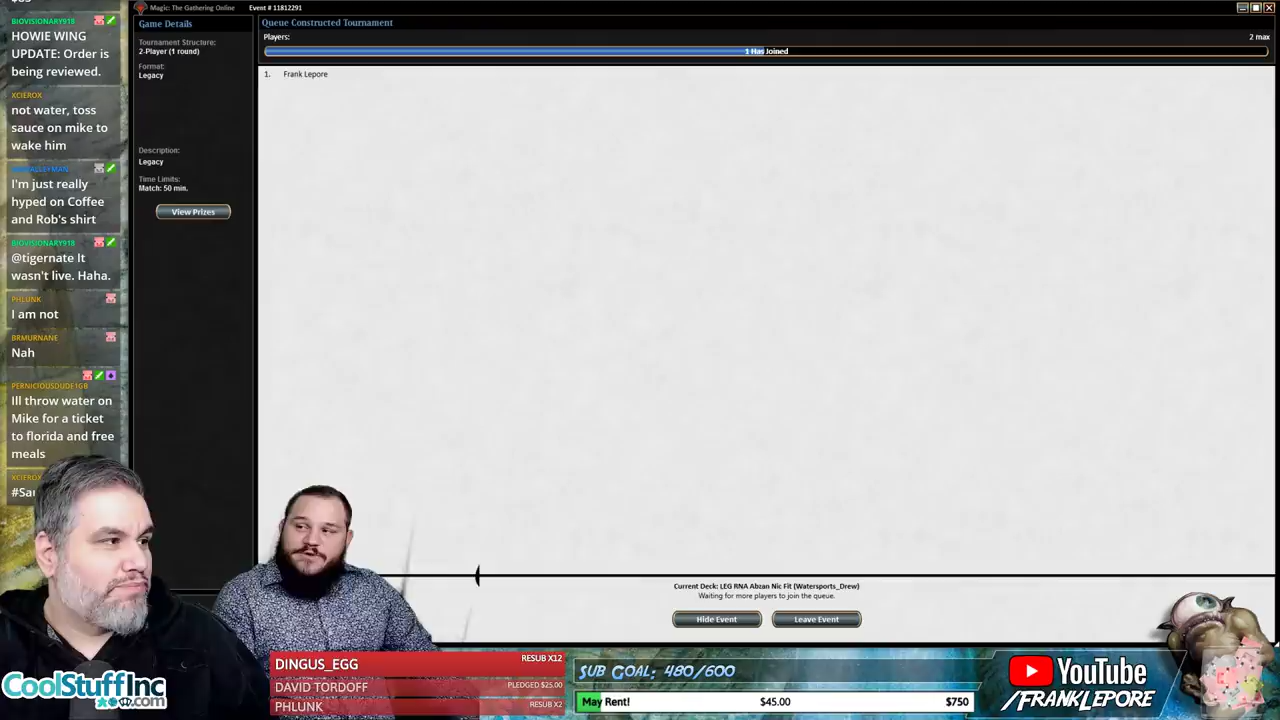 BIOVISIONARY918
HOWIE WING
UPDATE: Order is
being reviewed.
XCIEROX
not water, toss
sauce on mike to
wake him
I'm just really
hyped on Coffee
and Rob's shirt
BIOVISIONARY918
@tigernate It
wasn't live. Haha.
PHLUNK
I am not
BRMURNANE
Nah
PERNICIOUSDUDE1GB
Ill throw water on
Mike for a ticket
to florida and free
meals
XCIEROX
Magic: The Gathering Online
Event # 11812291
Game Details
Tournament Structure:
2-Player (1 round)
Format:
Legacy
Description:
Legacy
Time Limits:
Match: 50 min.
View Prizes
Queue Constructed Tournament
Players:
2 max
1 Has Joined
1. Frank Lepore
Current Deck: LEG RNA Abzan Nic Fit (Watersports_Drew)
Waiting for more players to join the queue.
Hide Event
Leave Event
CoolStuffInc
.com
DINGUS_EGG RESUB X12
DAVID TORDOFF PLEDGED $25.00
PHLUNK RESUB X2
SUB GOAL: 480/600
May Rent! $45.00 $750
YouTube
/FRANKLEPORE